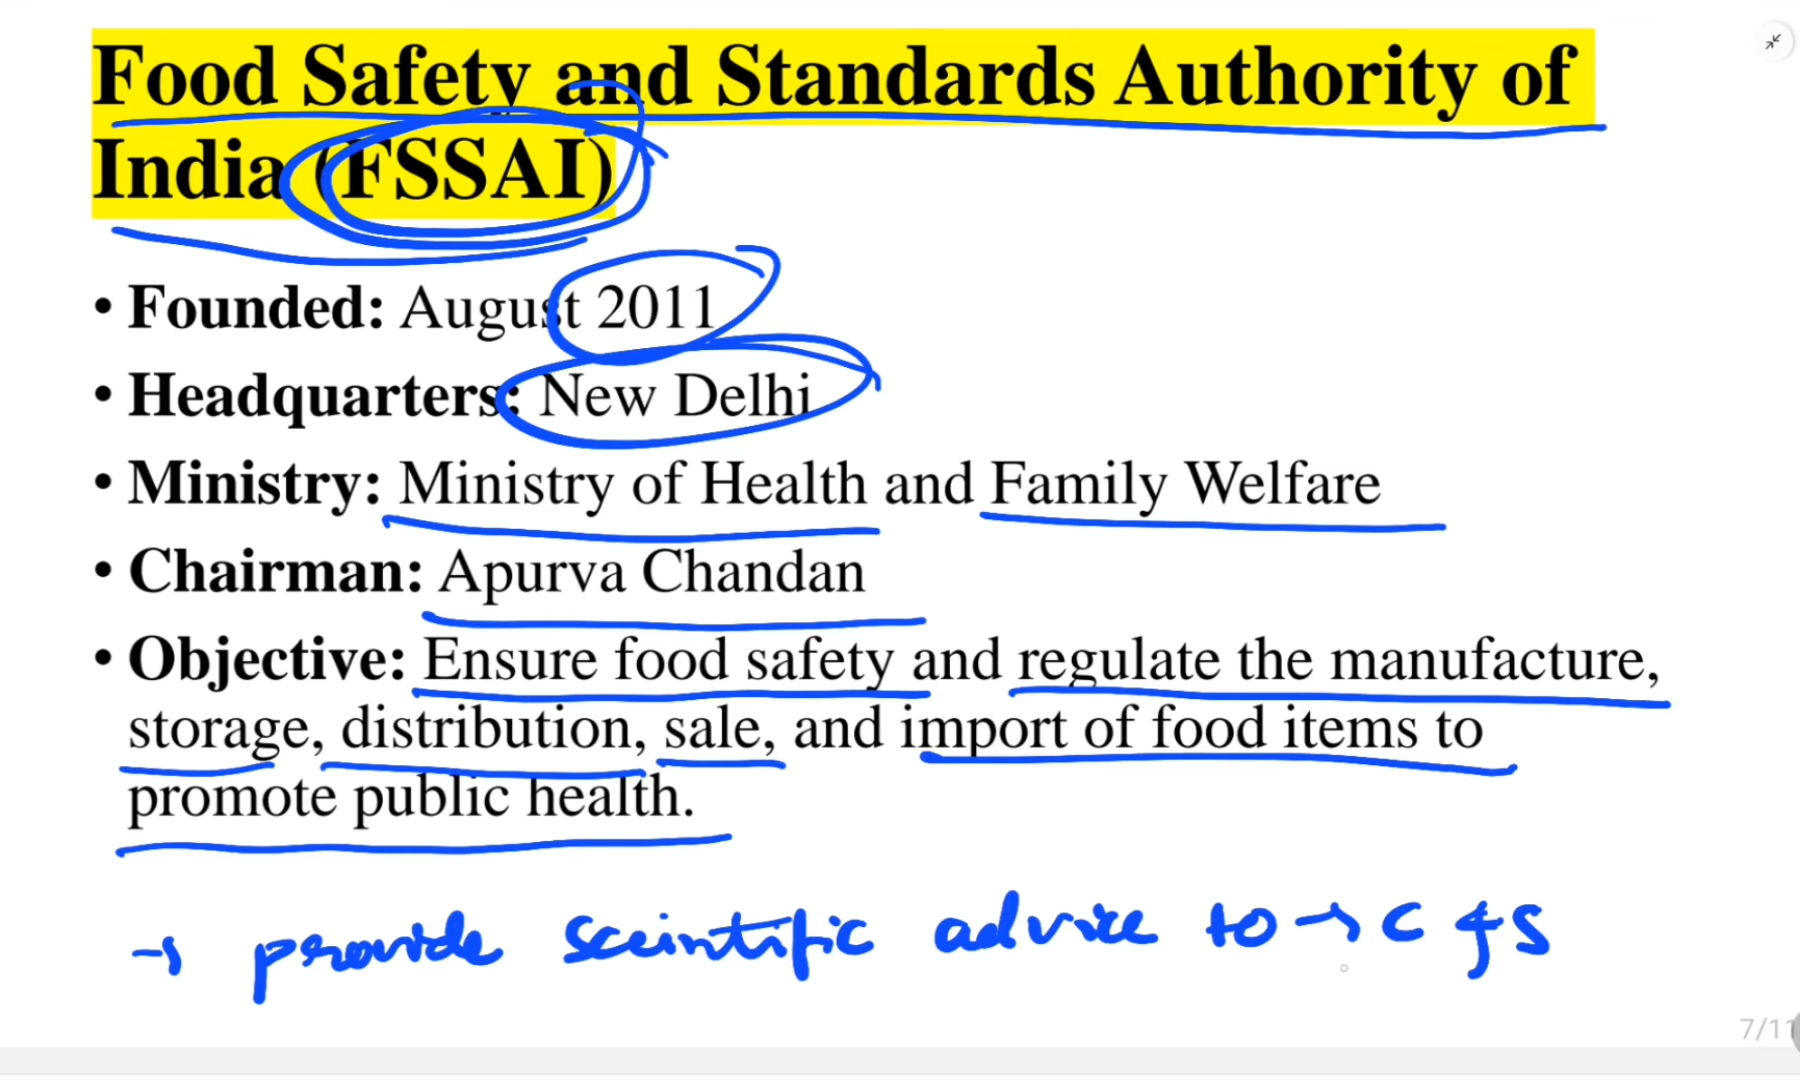 Food Safety and Standards Authority of
India (FSSAI)
• Founded: August 2011
• Headquarters: New Delhi
• Ministry: Ministry of Health and Family Welfare
• Chairman: Apurva Chandan
• Objective: Ensure food safety and regulate the manufacture,
storage, distribution, sale, and import of food items to
promote public health.
→ provide sceintific advice to → C & S
7/11